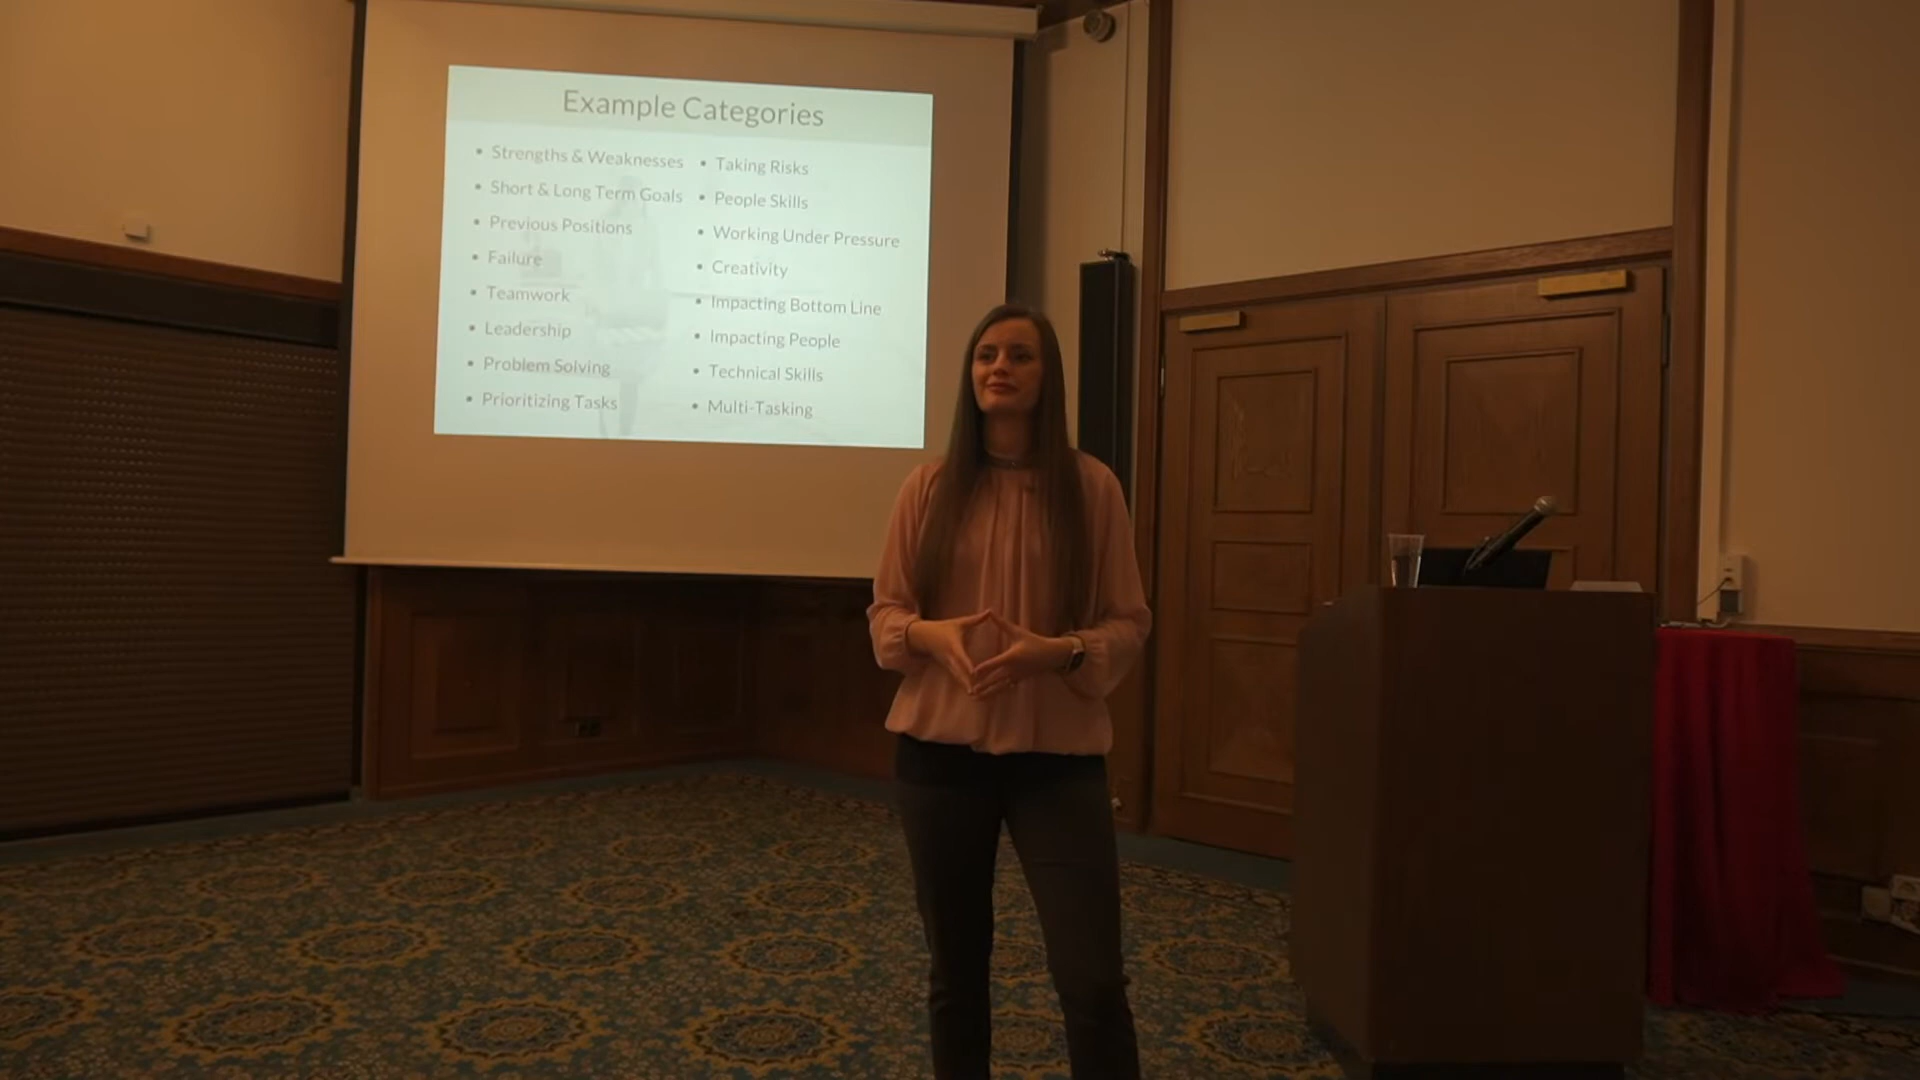 Example Categories
• Strengths & Weaknesses
• Short & Long Term Goals
• Previous Positions
• Failure
• Teamwork
• Leadership
• Problem Solving
• Prioritizing Tasks
• Taking Risks
• People Skills
• Working Under Pressure
• Creativity
• Impacting Bottom Line
• Impacting People
• Technical Skills
• Multi-Tasking